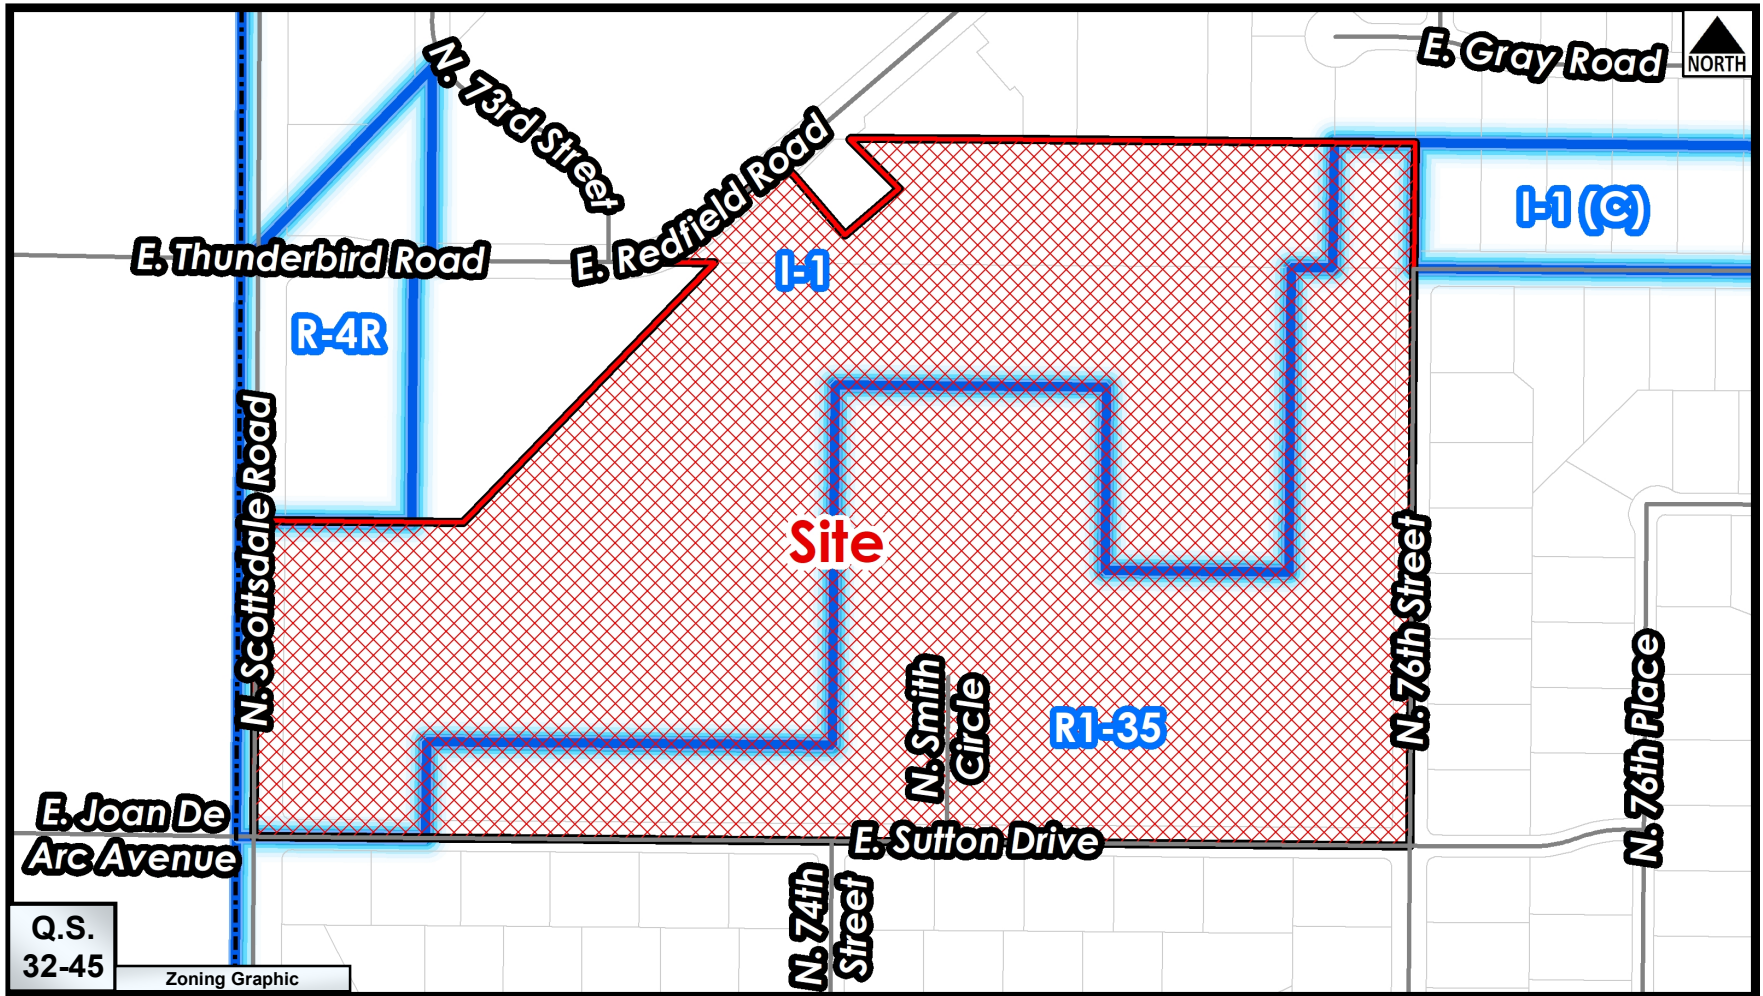 E. Gray Road
NORTH
N. 73rd Street
E. Redfield Road
I-1 (C)
E. Thunderbird Road
I-1
R-4R
N. Scottsdale Road
Site
N. 76th Street
N. Smith
Circle
R1-35
N. 76th Place
E. Joan De
Arc Avenue
E. Sutton Drive
N. 74th
Street
Q.S.
32-45
Zoning Graphic